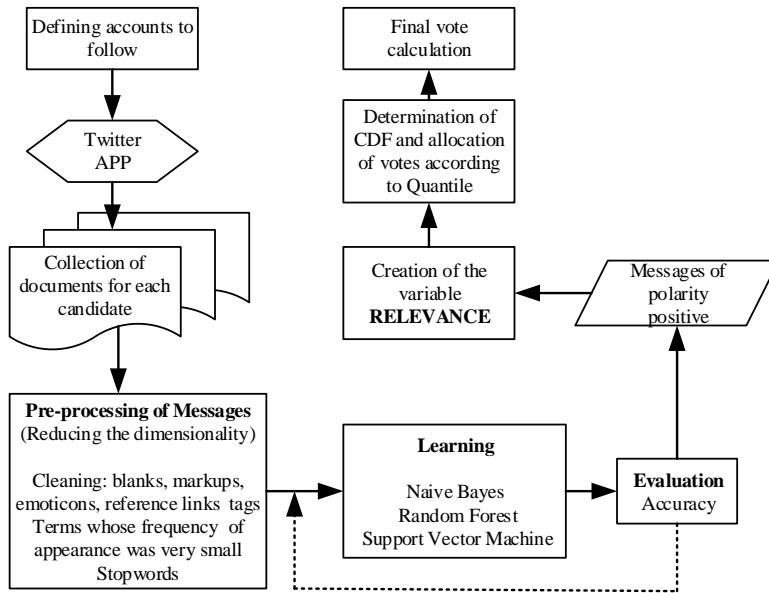 Defining accounts to
follow
Twitter
APP
Collection of
documents for each
candidate
Pre-processing of Messages
(Reducing the dimensionality)
Cleaning: blanks, markups,
emoticons, reference links tags
Terms whose frequency of
appearance was very small
Stopwords
Learning
Naive Bayes
Random Forest
Support Vector Machine
Evaluation
Accuracy
Messages of
polarity
positive
Creation of the
variable
RELEVANCE
Determination of
CDF and allocation
of votes according
to Quantile
Final vote
calculation